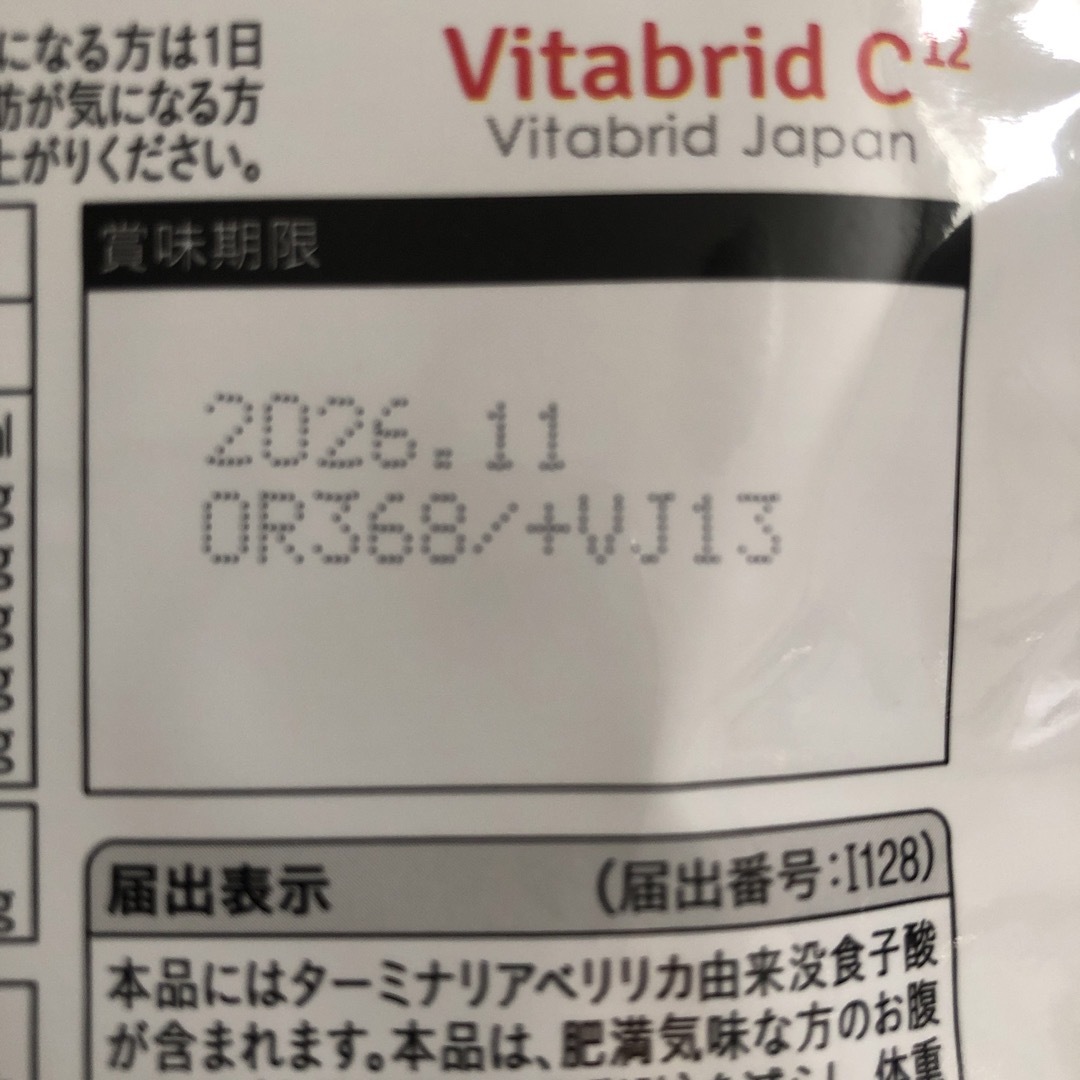 になる方は1日
肪が気になる方
上がりください。
Vitabrid C 12
Vitabrid Japan
賞味期限
2026.11
OR368/+VJ13
g
g
g
g
g
g
届出表示 (届出番号:I128)
本品にはターミナリアベリリカ由来没食子酸
が含まれます。本品は、肥満気味な方のお腹
体重